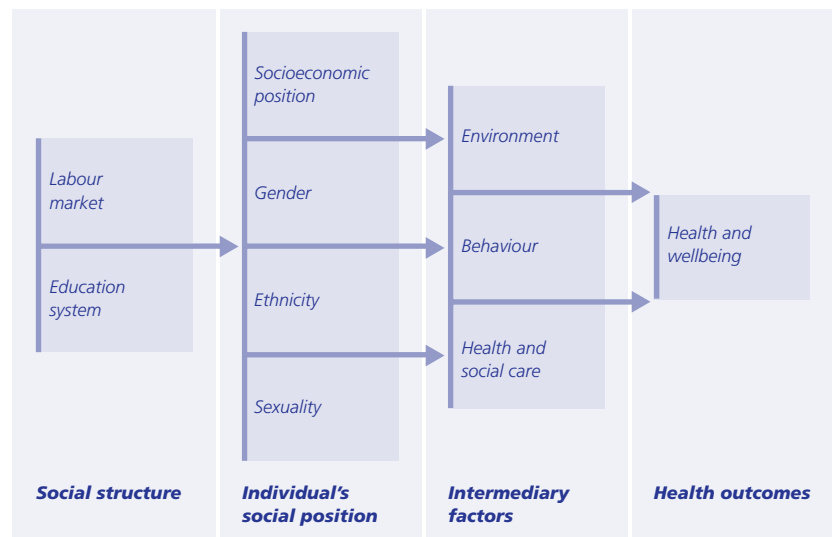 Labour
market
Education
system
Social structure
Socioeconomic
position
Gender
Ethnicity
Sexuality
Individual's
social position
Environment
Behaviour
Health and
social care
Intermediary
factors
Health and
wellbeing
Health outcomes